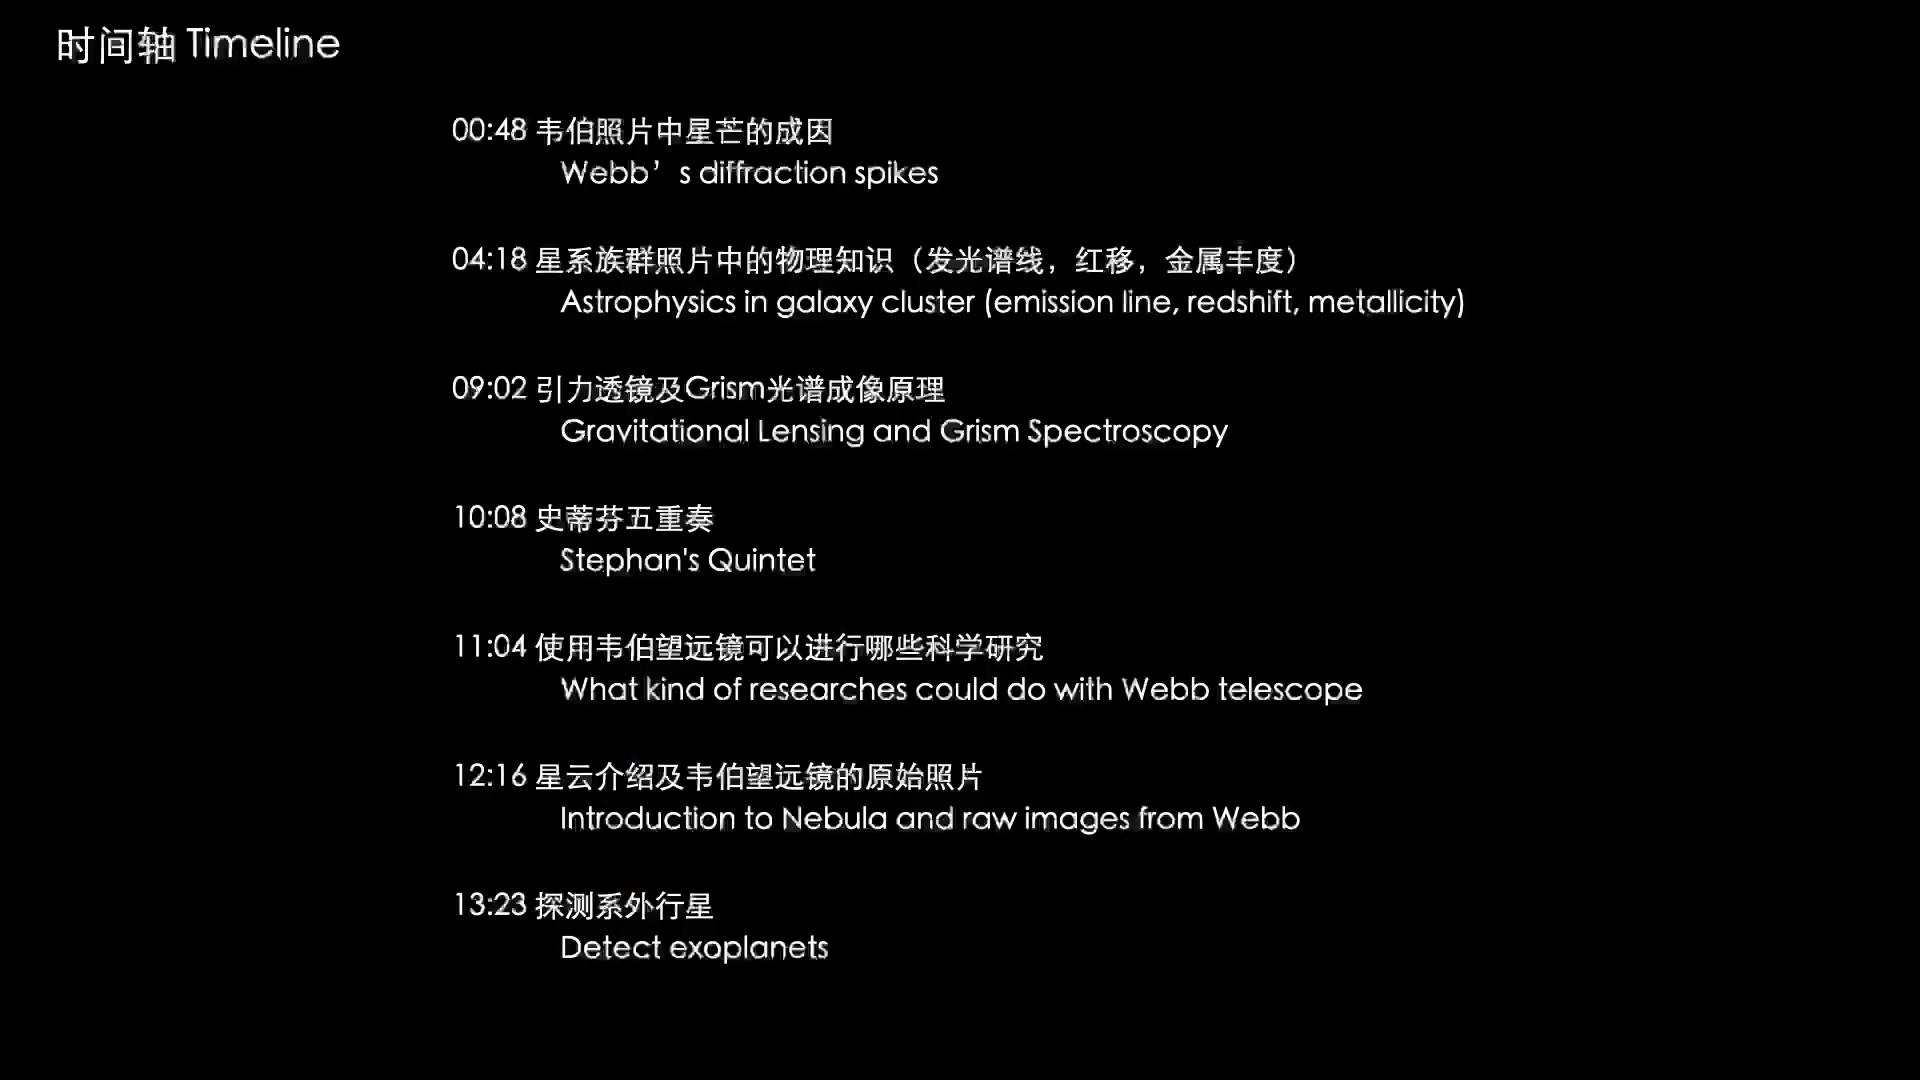 时间轴 Timeline
00:48 韦伯照片中星芒的成因
Webb’s diffraction spikes
04:18 星系族群照片中的物理知识（发光谱线，红移，金属丰度）
Astrophysics in galaxy cluster (emission line, redshift, metallicity)
09:02 引力透镜及Grism光谱成像原理
Gravitational Lensing and Grism Spectroscopy
10:08 史蒂芬五重奏
Stephan's Quintet
11:04 使用韦伯望远镜可以进行哪些科学研究
What kind of researches could do with Webb telescope
12:16 星云介绍及韦伯望远镜的原始照片
Introduction to Nebula and raw images from Webb
13:23 探测系外行星
Detect exoplanets